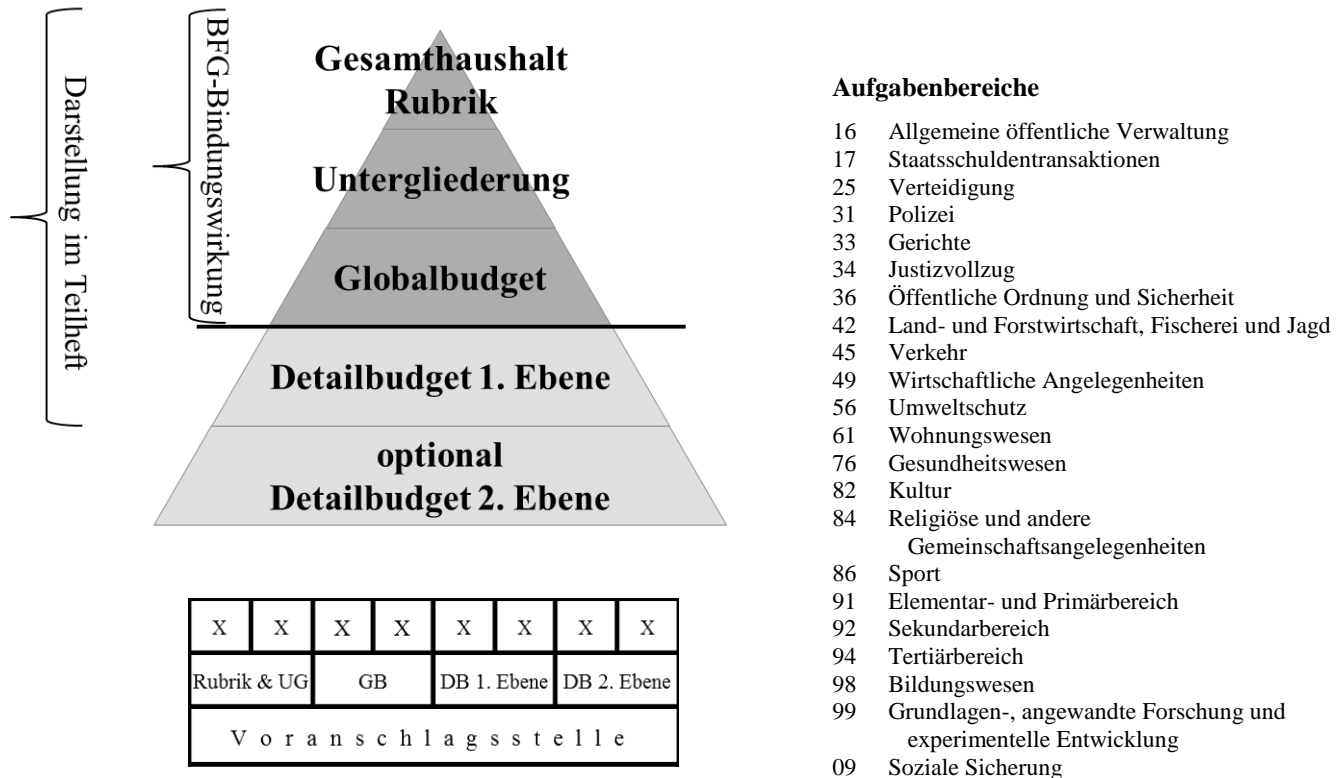 Darstellung im Teilheft
BFG-Bindungswirkung
Gesamthaushalt
Rubrik
Untergliederung
Globalbudget
Detailbudget 1. Ebene
optional
Detailbudget 2. Ebene
X X X X X X X X
Rubrik & UG GB DB 1. Ebene DB 2. Ebene
Voranschlagsstelle
Aufgabenbereiche
16 Allgemeine öffentliche Verwaltung
17 Staatsschuldentransaktionen
25 Verteidigung
31 Polizei
33 Gerichte
34 Justizvollzug
36 Öffentliche Ordnung und Sicherheit
42 Land- und Forstwirtschaft, Fischerei und Jagd
45 Verkehr
49 Wirtschaftliche Angelegenheiten
56 Umweltschutz
61 Wohnungswesen
76 Gesundheitswesen
82 Kultur
84 Religiöse und andere
Gemeinschaftsangelegenheiten
86 Sport
91 Elementar- und Primärbereich
92 Sekundarbereich
94 Tertiärbereich
98 Bildungswesen
99 Grundlagen-, angewandte Forschung und
experimentelle Entwicklung
09 Soziale Sicherung